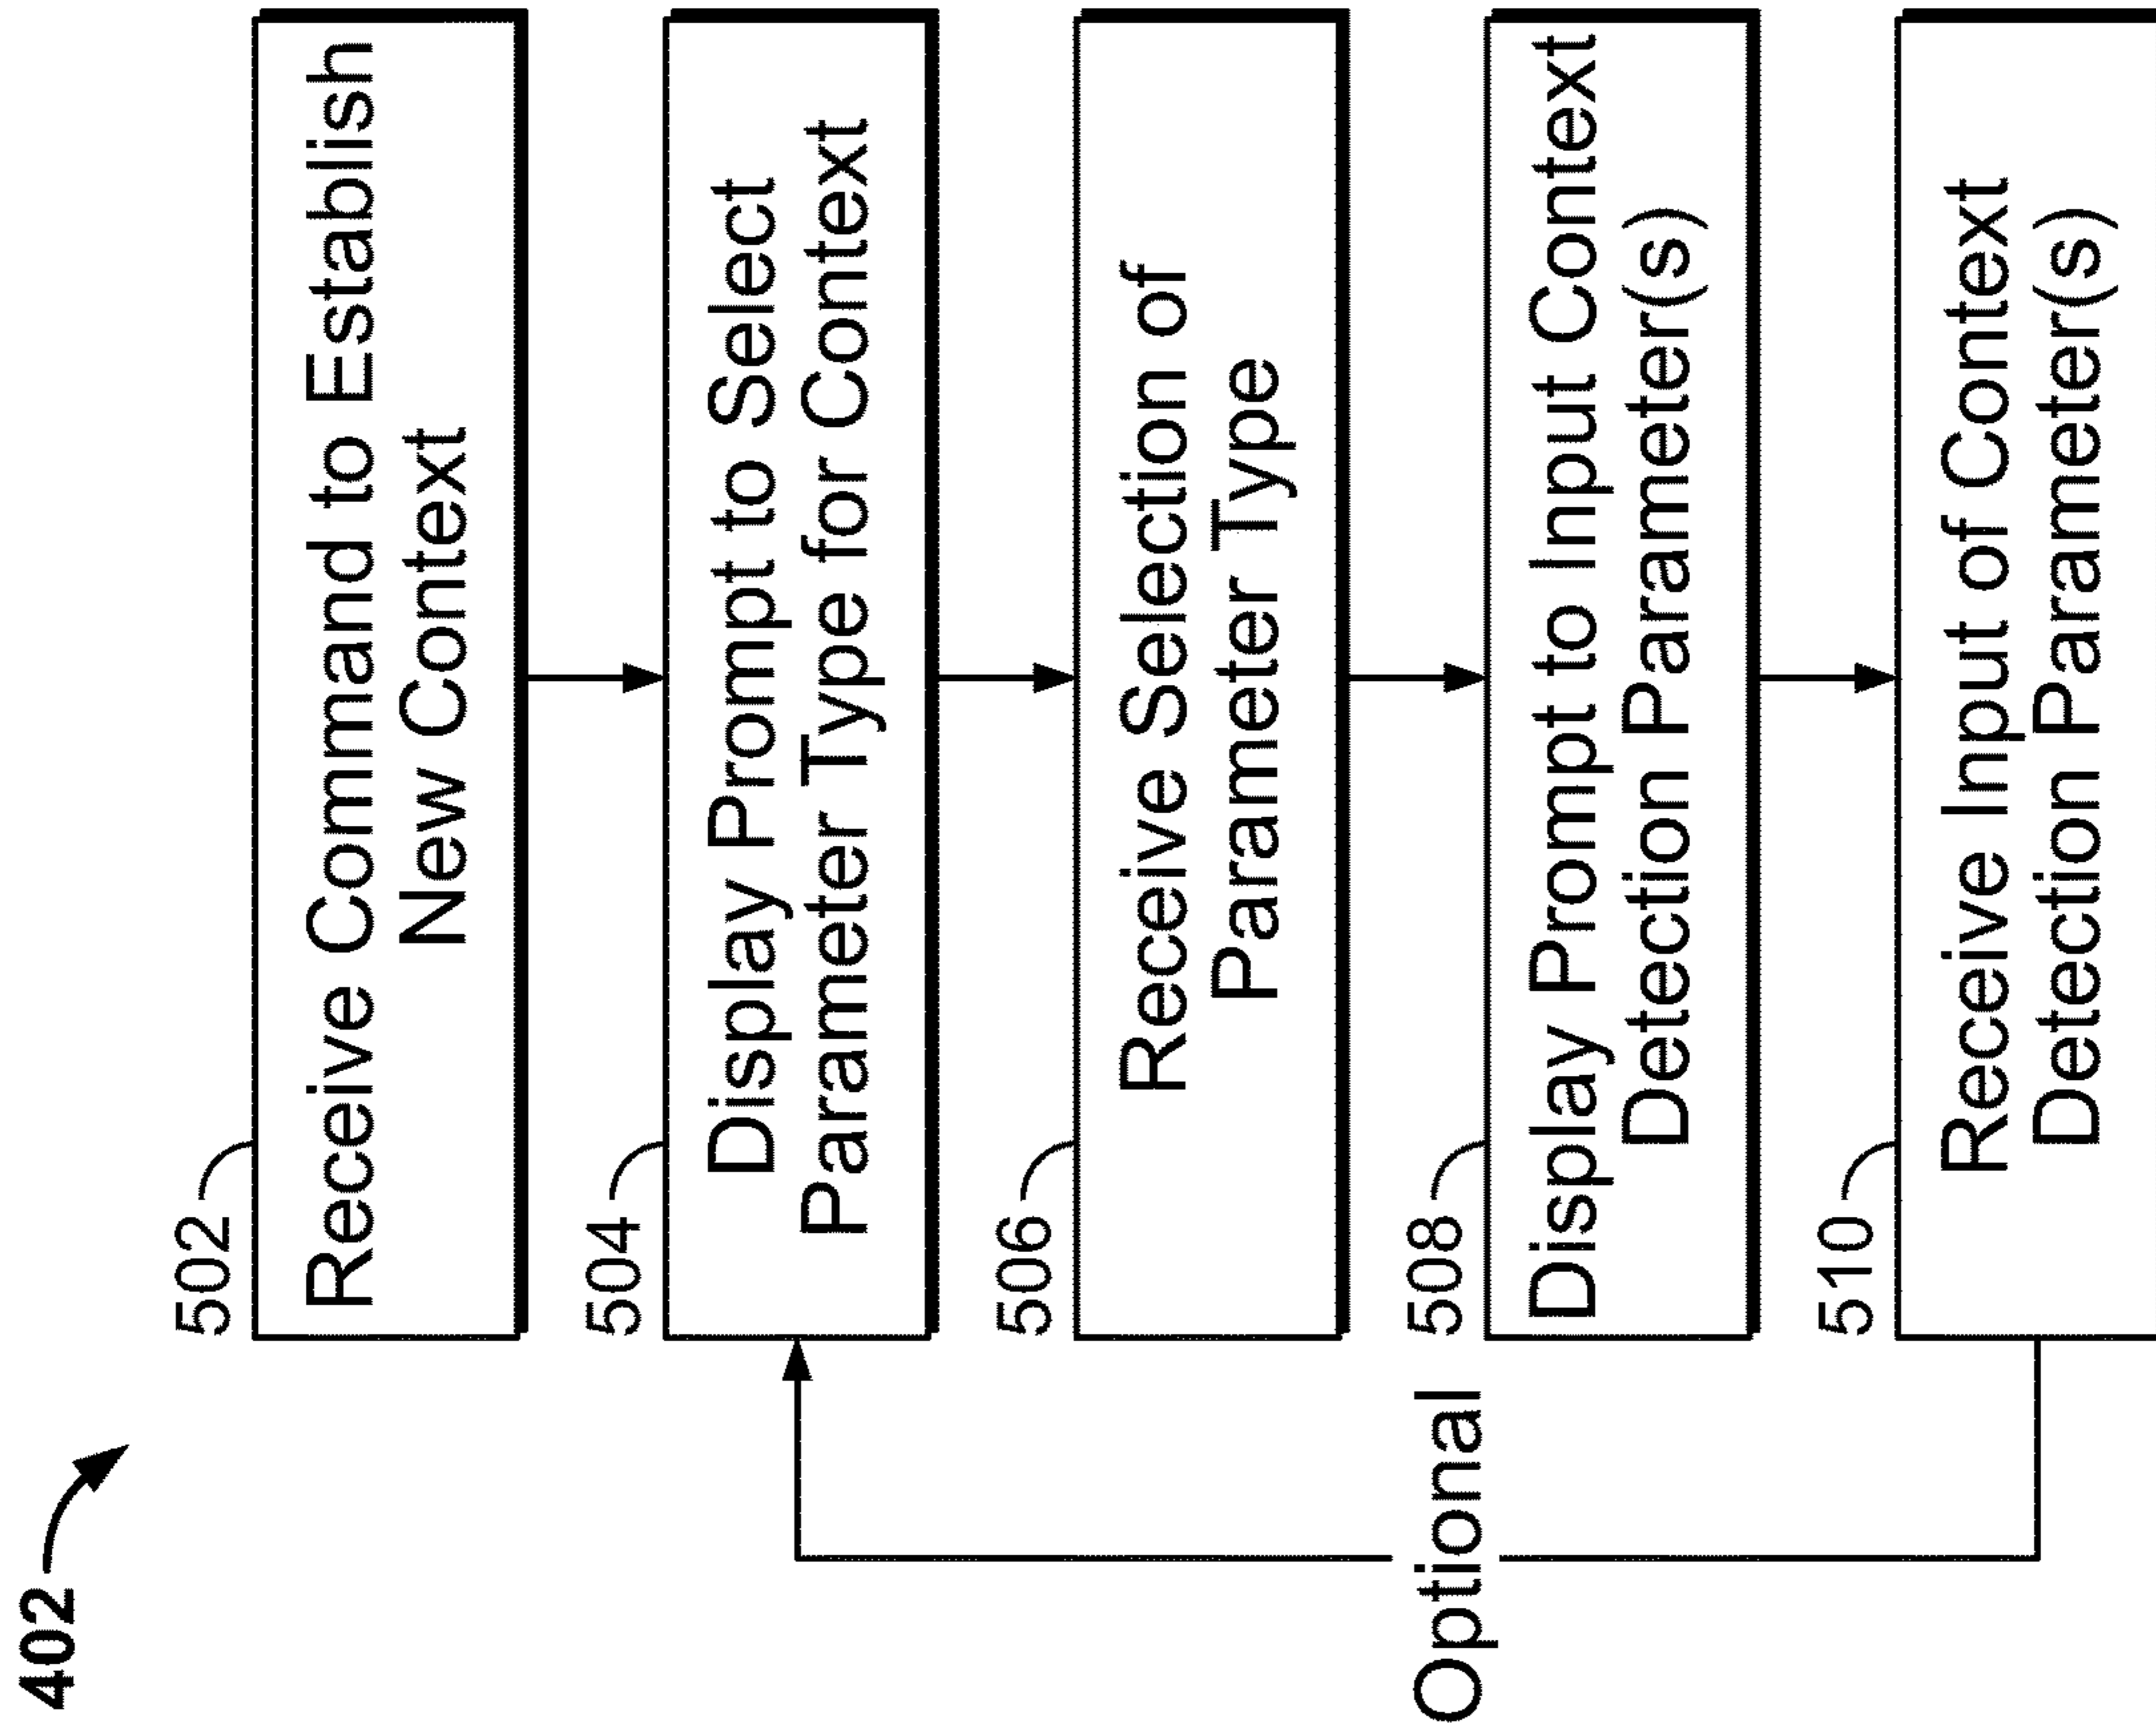 402
502
Receive Command to Establish
New Context
504
Display Prompt to Select
Parameter Type for Context
506
Receive Selection of
Parameter Type
508
Display Prompt to Input Context
Detection Parameter(s)
510
Receive Input of Context
Detection Parameter(s)
Optional